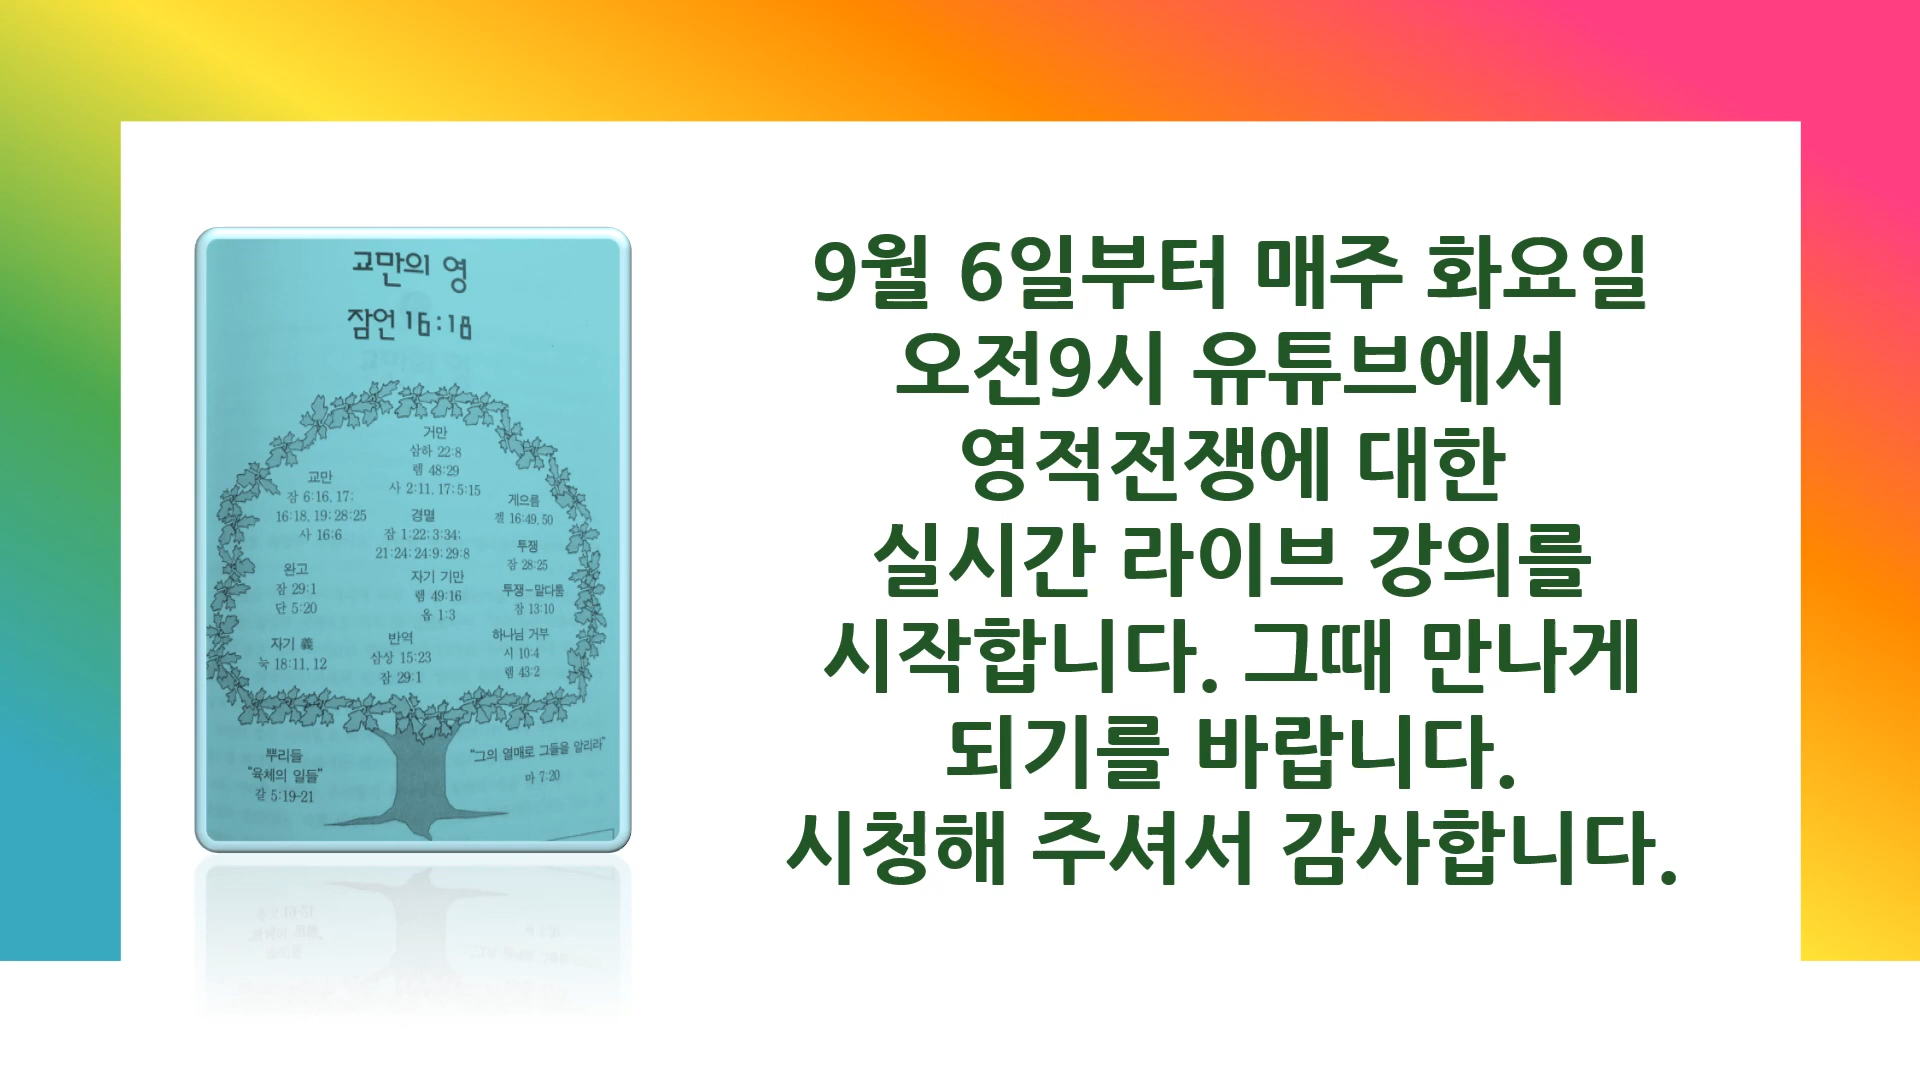 교만의 영
잠언 16:18
거만
삼하 22:8
렘 48:29
사 2:11, 17; 5:15
교만
잠 6:16, 17;
16:18, 19; 28:25
사 16:6
경멸
잠 1:22; 3:34;
21:24; 24:9; 29:8
게으름
겔 16:49, 50
투쟁
잠 28:25
완고
잠 29:1
단 5:20
자기 기만
렘 49:16
옵 1:3
투쟁-말다툼
잠 13:10
자기 義
눅 18:11, 12
반역
삼상 15:23
잠 29:1
하나님 거부
시 10:4
렘 43:2
뿌리들
"육체의 일들"
갈 5:19-21
"그의 열매로 그들을 알리라"
마 7:20
9월 6일부터 매주 화요일
오전9시 유튜브에서
영적전쟁에 대한
실시간 라이브 강의를
시작합니다. 그때 만나게
되기를 바랍니다.
시청해 주셔서 감사합니다.